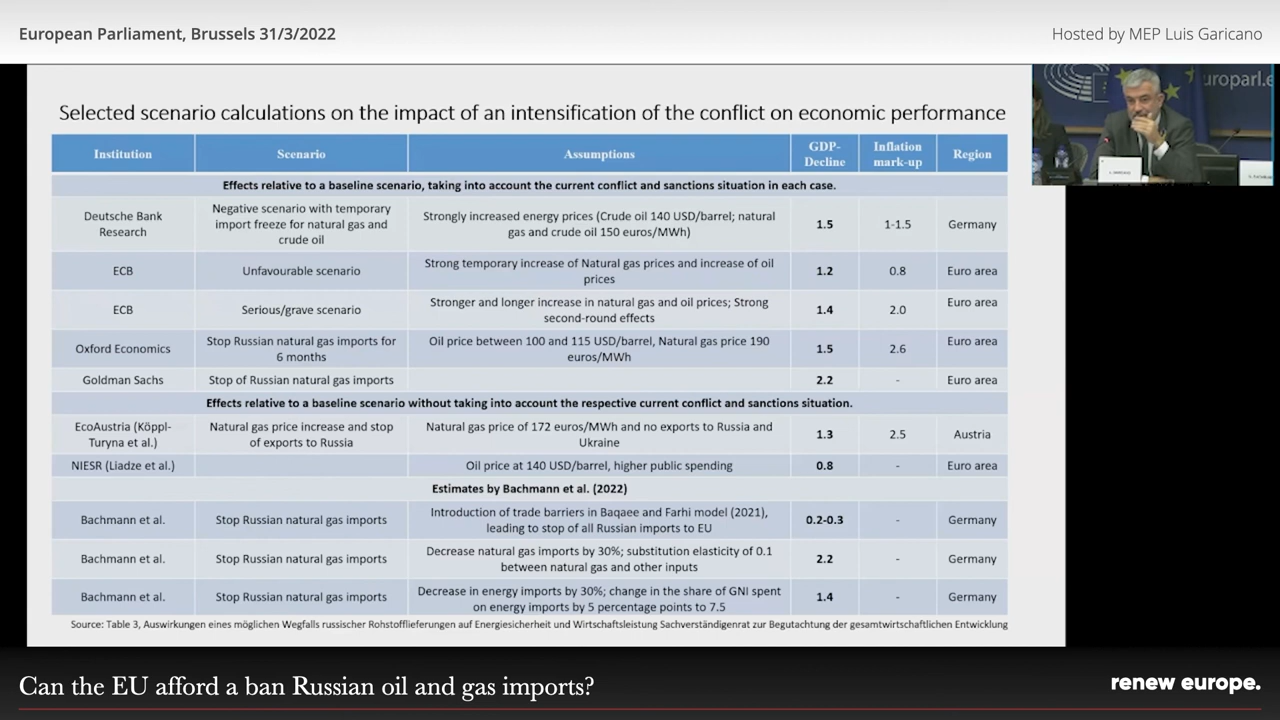 European Parliament, Brussels 31/3/2022
Hosted by MEP Luis Garicano
uroparl.e
Selected scenario calculations on the impact of an intensification of the conflict on economic performance
Institution
Scenario
Assumptions
GDP-
Decline
Inflation
mark-up
Region
Effects relative to a baseline scenario, taking into account the current conflict and sanctions situation in each case.
Deutsche Bank
Research
Negative scenario with temporary
import freeze for natural gas and
crude oil
Strongly increased energy prices (Crude oil 140 USD/barrel; natural
gas and crude oil 150 euros/MWh)
1.5
1-1.5
Germany
ECB
Unfavourable scenario
Strong temporary increase of Natural gas prices and increase of oil
prices
1.2
0.8
Euro area
ECB
Serious/grave scenario
Stronger and longer increase in natural gas and oil prices; Strong
second-round effects
1.4
2.0
Euro area
Oxford Economics
Stop Russian natural gas imports for
6 months
Oil price between 100 and 115 USD/barrel, Natural gas price 190
euros/MWh
1.5
2.6
Euro area
Goldman Sachs
Stop of Russian natural gas imports
2.2
-
Euro area
Effects relative to a baseline scenario without taking into account the respective current conflict and sanctions situation.
EcoAustria (Köppl-
Turyna et al.)
Natural gas price increase and stop
of exports to Russia
Natural gas price of 172 euros/MWh and no exports to Russia and
Ukraine
1.3
2.5
Austria
NIESR (Liadze et al.)
Oil price at 140 USD/barrel, higher public spending
0.8
-
Euro area
Estimates by Bachmann et al. (2022)
Bachmann et al.
Stop Russian natural gas imports
Introduction of trade barriers in Baqaee and Farhi model (2021),
leading to stop of all Russian imports to EU
0.2-0.3
-
Germany
Bachmann et al.
Stop Russian natural gas imports
Decrease natural gas imports by 30%; substitution elasticity of 0.1
between natural gas and other inputs
2.2
-
Germany
Bachmann et al.
Stop Russian natural gas imports
Decrease in energy imports by 30%; change in the share of GNI spent
on energy imports by 5 percentage points to 7.5
1.4
-
Germany
Source: Table 3, Auswirkungen eines möglichen Wegfalls russischer Rohstofflieferungen auf Energiesicherheit und Wirtschaftsleistung Sachverständigenrat zur Begutachtung der gesamtwirtschaftlichen Entwicklung
Can the EU afford a ban Russian oil and gas imports?
renew europe.